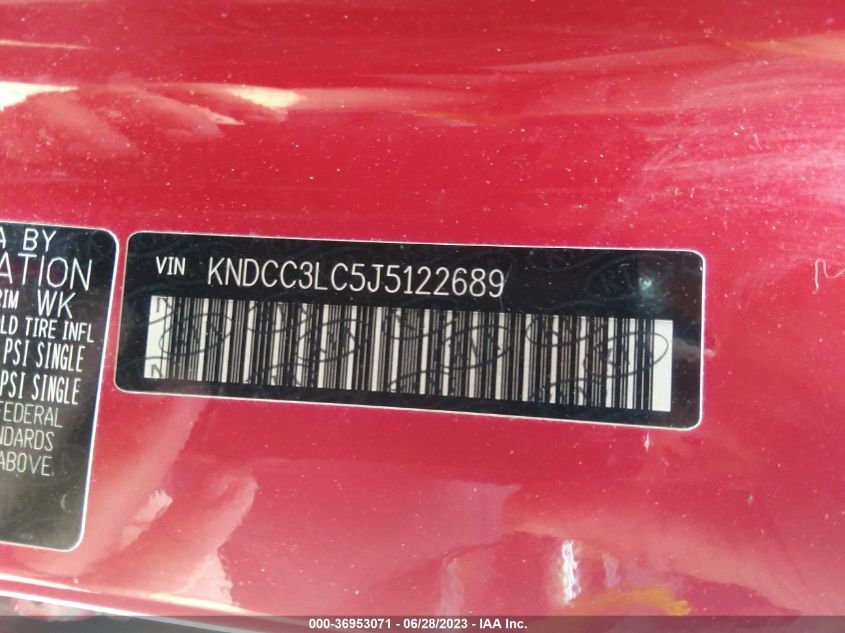 A BY
ATION
RIM WK
LD TIRE INFL
PSI SINGLE
PSI SINGLE
FEDERAL
NDARDS
ABOVE.
VIN KNDCC3LC5J5122689
000-36953071 / 06/28/2023 - IAA Inc.